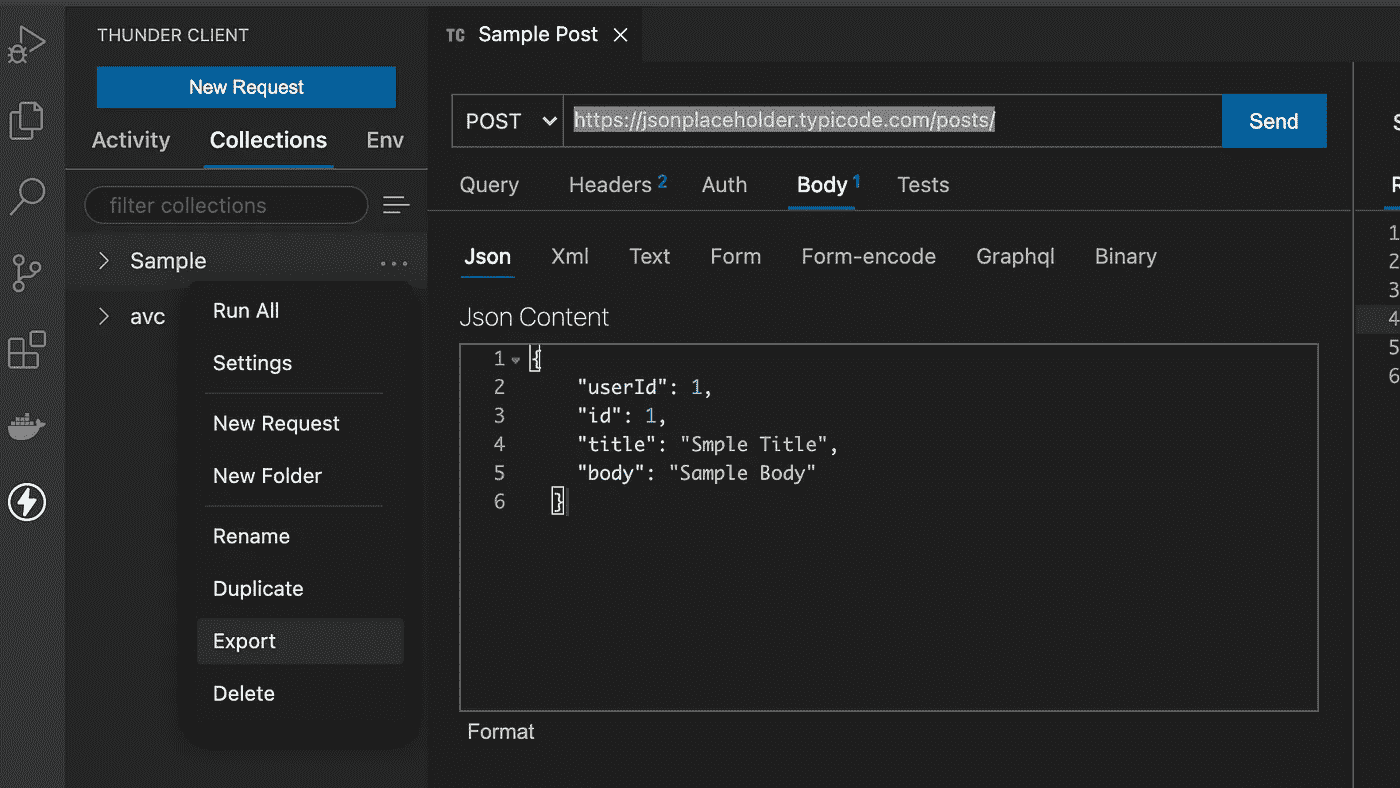 THUNDER CLIENT
New Request
Activity Collections Env
filter collections
Sample ...
avc
Run All
Settings
New Request
New Folder
Rename
Duplicate
Export
Delete
TC Sample Post
POST https://jsonplaceholder.typicode.com/posts/ Send
Query Headers 2 Auth Body 1 Tests
Json Xml Text Form Form-encode Graphql Binary
Json Content
1 {
2 "userId": 1,
3 "id": 1,
4 "title": "Smple Title",
5 "body": "Sample Body"
6 }
Format
1
2
3
4
5
6